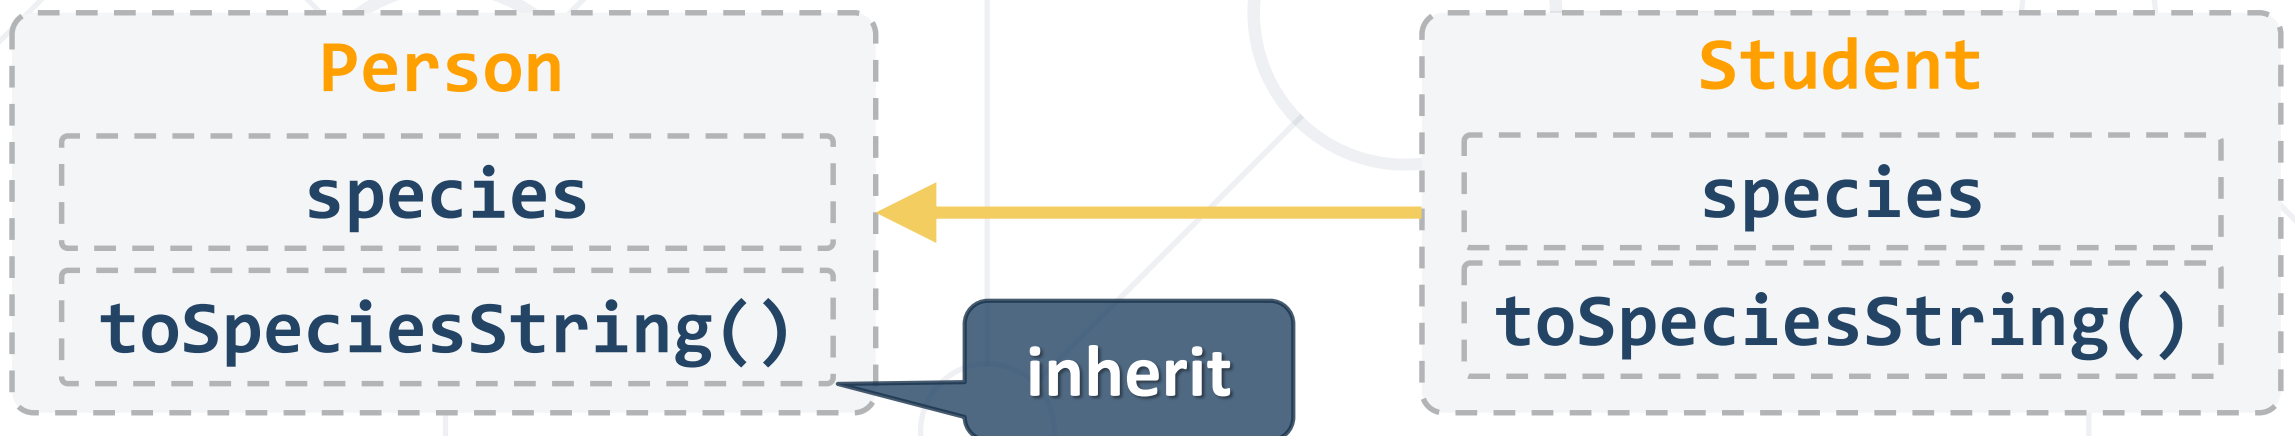 Person
species
toSpeciesString()
inherit
Student
species
toSpeciesString()